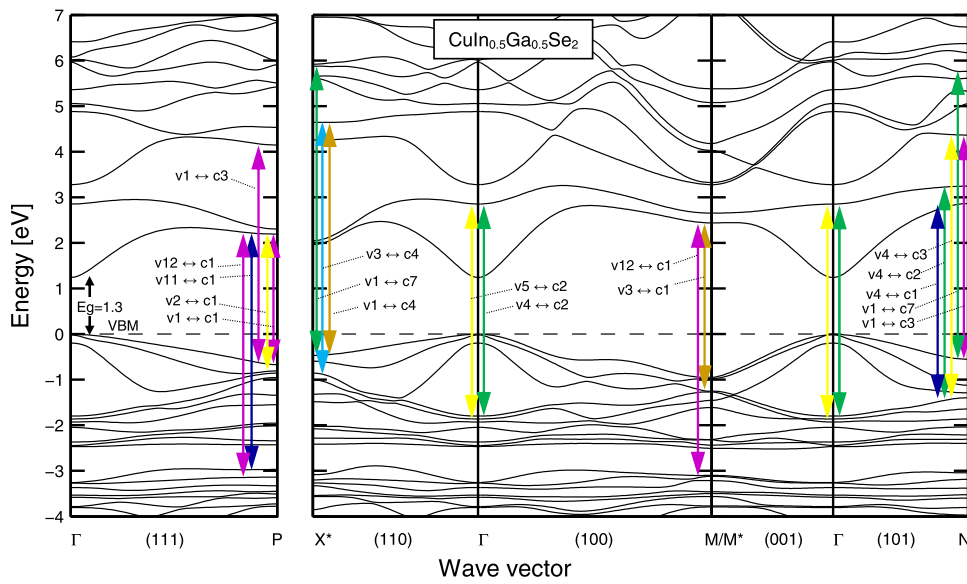 CuIn0.5Ga0.5Se2
Energy [eV]
7
6
5
4
3
2
1
0
−1
−2
−3
−4
v1 ↔ c3
v12 ↔ c1
v11 ↔ c1
v2 ↔ c1
v1 ↔ c1
Eg=1.3
VBM
v3 ↔ c4
v1 ↔ c7
v1 ↔ c4
v5 ↔ c2
v4 ↔ c2
v12 ↔ c1
v3 ↔ c1
v4 ↔ c3
v4 ↔ c2
v4 ↔ c1
v1 ↔ c7
v1 ↔ c3
Γ (111) P X* (110) Γ (100) M/M* (001) Γ (101) N
Wave vector